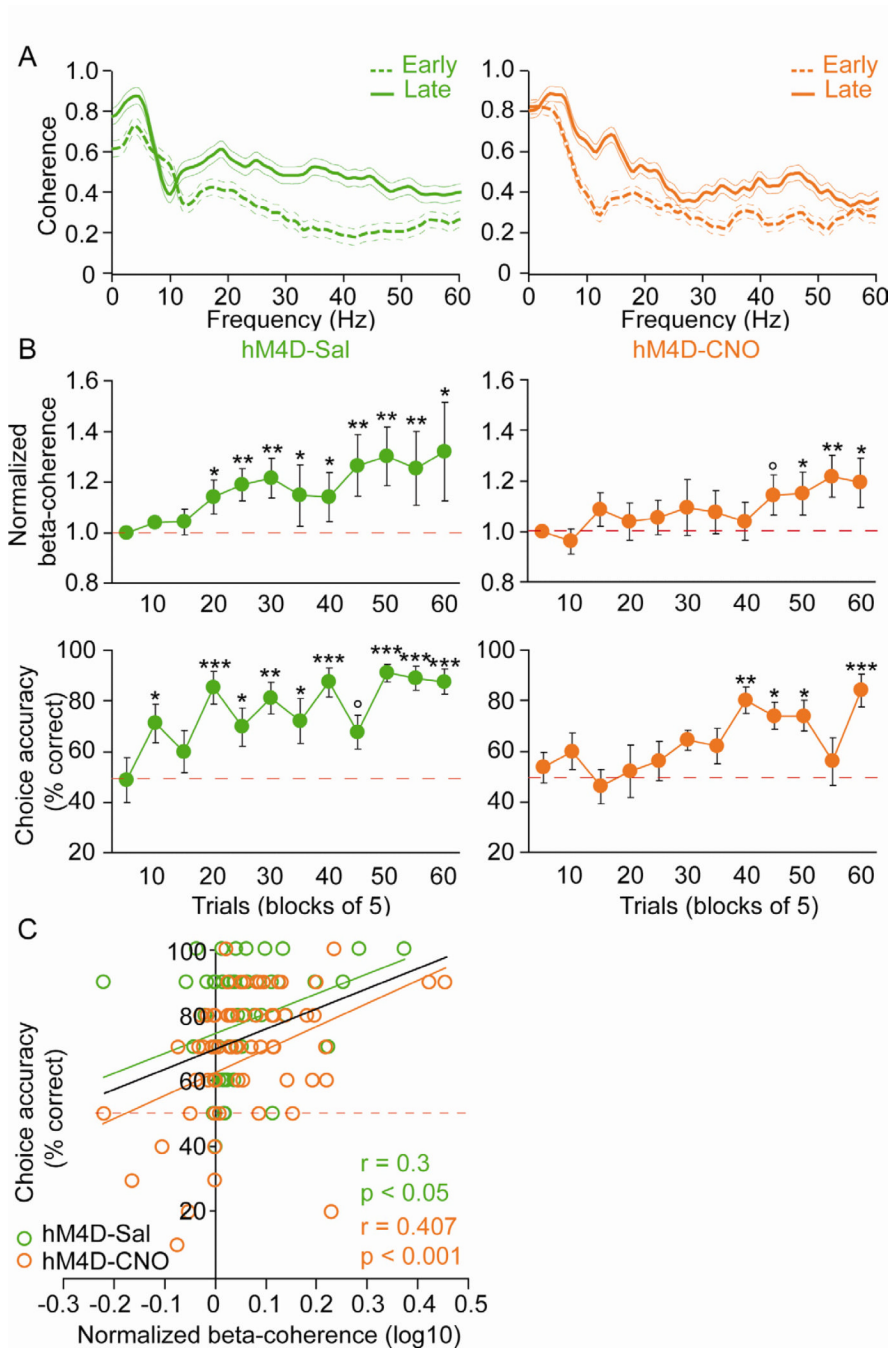 A
Early
Late
Early
Late
Coherence
1.0
0.8
0.6
0.4
0.2
0
0 10 20 30 40 50 60
Frequency (Hz)
1.0
0.8
0.6
0.4
0.2
0
0 10 20 30 40 50 60
Frequency (Hz)
B
hM4D-Sal
hM4D-CNO
Normalized
beta-coherence
1.6
1.4
1.2
1.0
0.8
* ** ** * * ** ** ** *
10 20 30 40 50 60
1.6
1.4
1.2
1.0
0.8
° * ** *
10 20 30 40 50 60
Choice accuracy
(% correct)
100
80
60
40
20
* *** * ** * *** ° *** *** ***
10 20 30 40 50 60
Trials (blocks of 5)
100
80
60
40
20
** * * ***
10 20 30 40 50 60
Trials (blocks of 5)
C
Choice accuracy
(% correct)
100
80
60
40
20
r = 0.3
p < 0.05
r = 0.407
p < 0.001
hM4D-Sal
hM4D-CNO
-0.3 -0.2 -0.1 0 0.1 0.2 0.3 0.4 0.5
Normalized beta-coherence (log10)